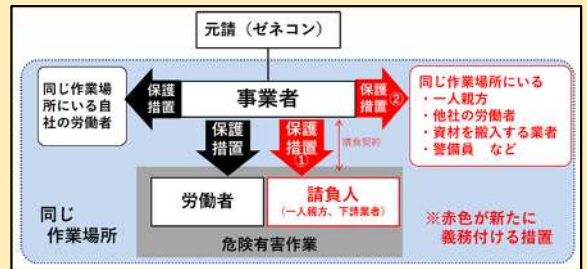 元請（ゼネコン）
同じ作業場
所にいる自
社の労働者
保護
措置
事業者
保護
措置②
同じ作業場所にいる
・一人親方
・他社の労働者
・資材を搬入する業者
・警備員 など
保護
措置
保護
措置
①
請負契約
労働者
請負人
（一人親方、下請業者）
同じ
作業場所
危険有害作業
※赤色が新たに
義務付ける措置